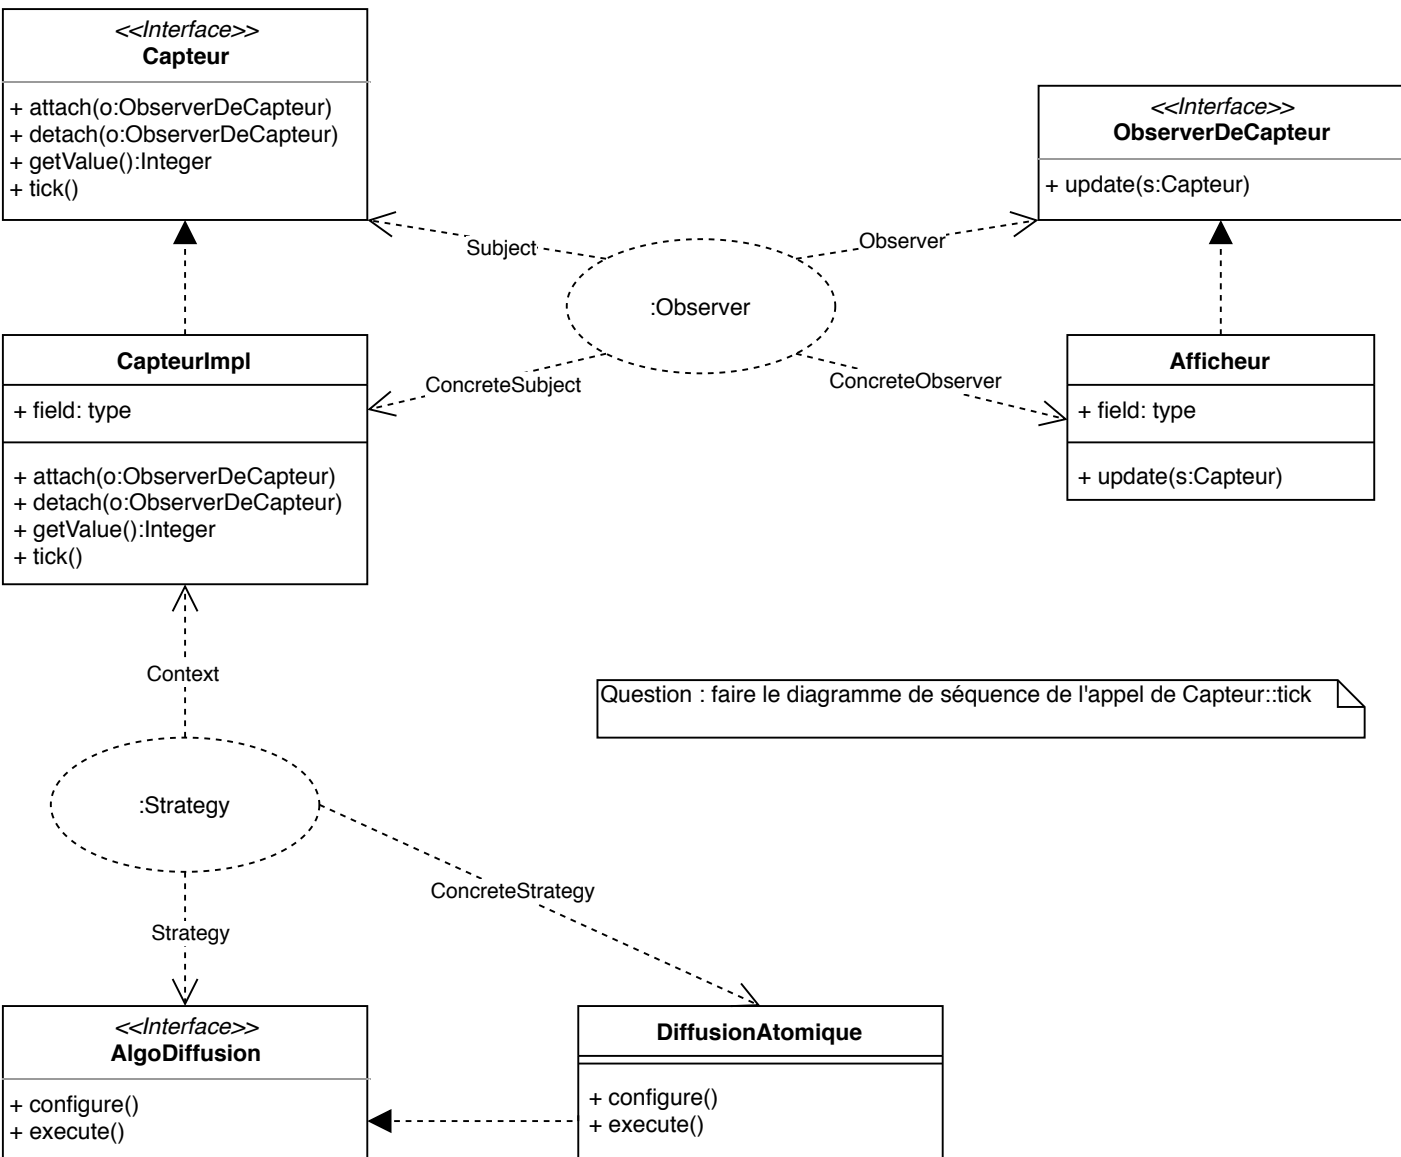 <<Interface>>
Capteur
+ attach(o:ObserverDeCapteur)
+ detach(o:ObserverDeCapteur)
+ getValue():Integer
+ tick()
<<Interface>>
ObserverDeCapteur
+ update(s:Capteur)
Subject
Observer
:Observer
ConcreteSubject
ConcreteObserver
CapteurImpl
+ field: type
+ attach(o:ObserverDeCapteur)
+ detach(o:ObserverDeCapteur)
+ getValue():Integer
+ tick()
Afficheur
+ field: type
+ update(s:Capteur)
Context
Question : faire le diagramme de séquence de l'appel de Capteur::tick
:Strategy
ConcreteStrategy
Strategy
<<Interface>>
AlgoDiffusion
+ configure()
+ execute()
DiffusionAtomique
+ configure()
+ execute()